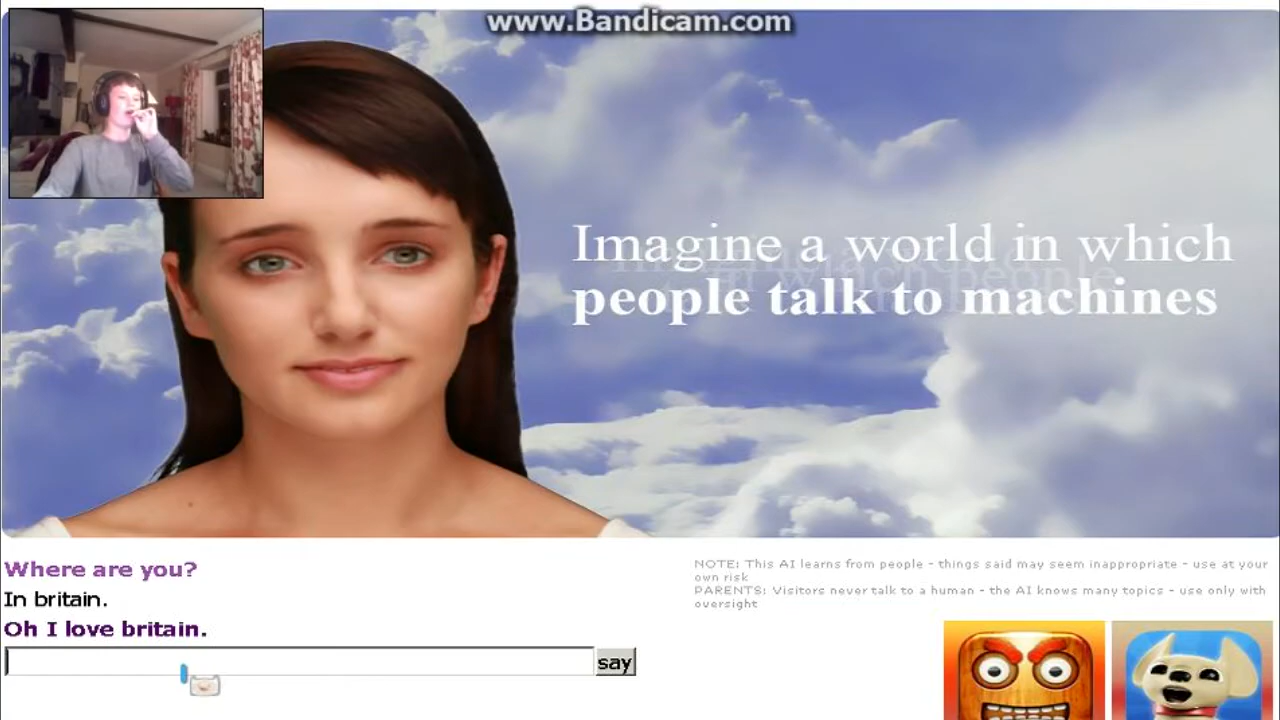 www.Bandicam.com
Imagine a world in which
people talk to machines
Where are you?
In britain.
Oh I love britain.
say
NOTE: This AI learns from people - things said may seem inappropriate - use at your
own risk
PARENTS: Visitors never talk to a human - the AI knows many topics - use only with
oversight